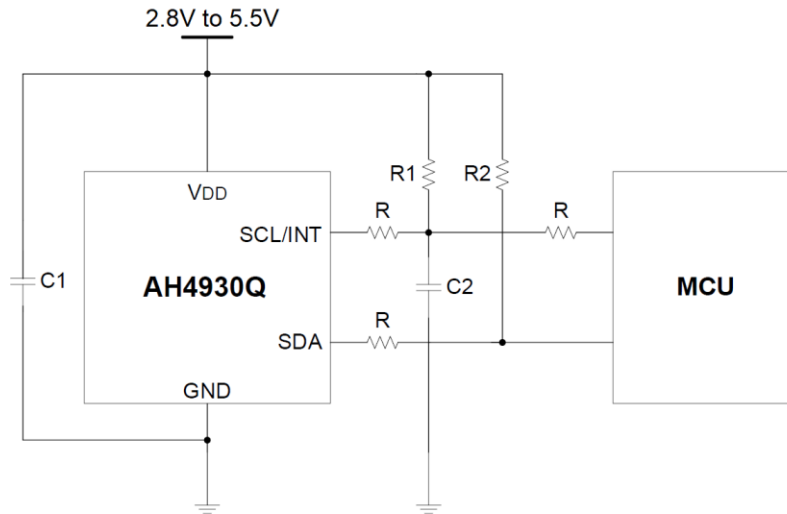 2.8V to 5.5V
R1
R2
VDD
R
R
SCL/INT
C1
AH4930Q
C2
MCU
R
SDA
GND